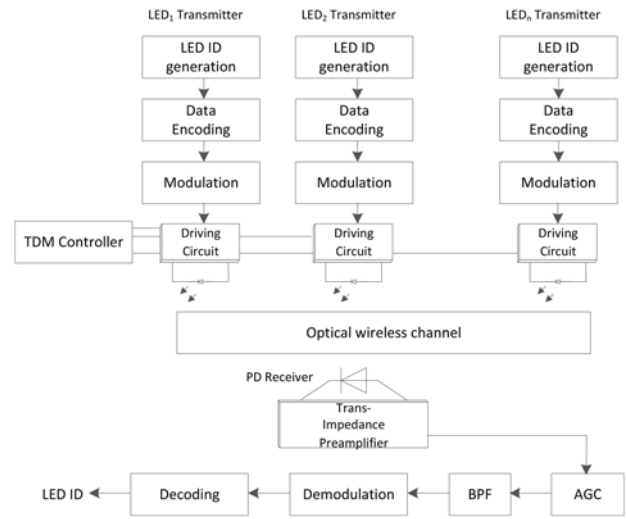 LED1 Transmitter
LED2 Transmitter
LEDn Transmitter
LED ID
generation
LED ID
generation
LED ID
generation
Data
Encoding
Data
Encoding
Data
Encoding
Modulation
Modulation
Modulation
TDM Controller
Driving
Circuit
Driving
Circuit
Driving
Circuit
Optical wireless channel
PD Receiver
Trans-
Impedance
Preamplifier
LED ID
Decoding
Demodulation
BPF
AGC